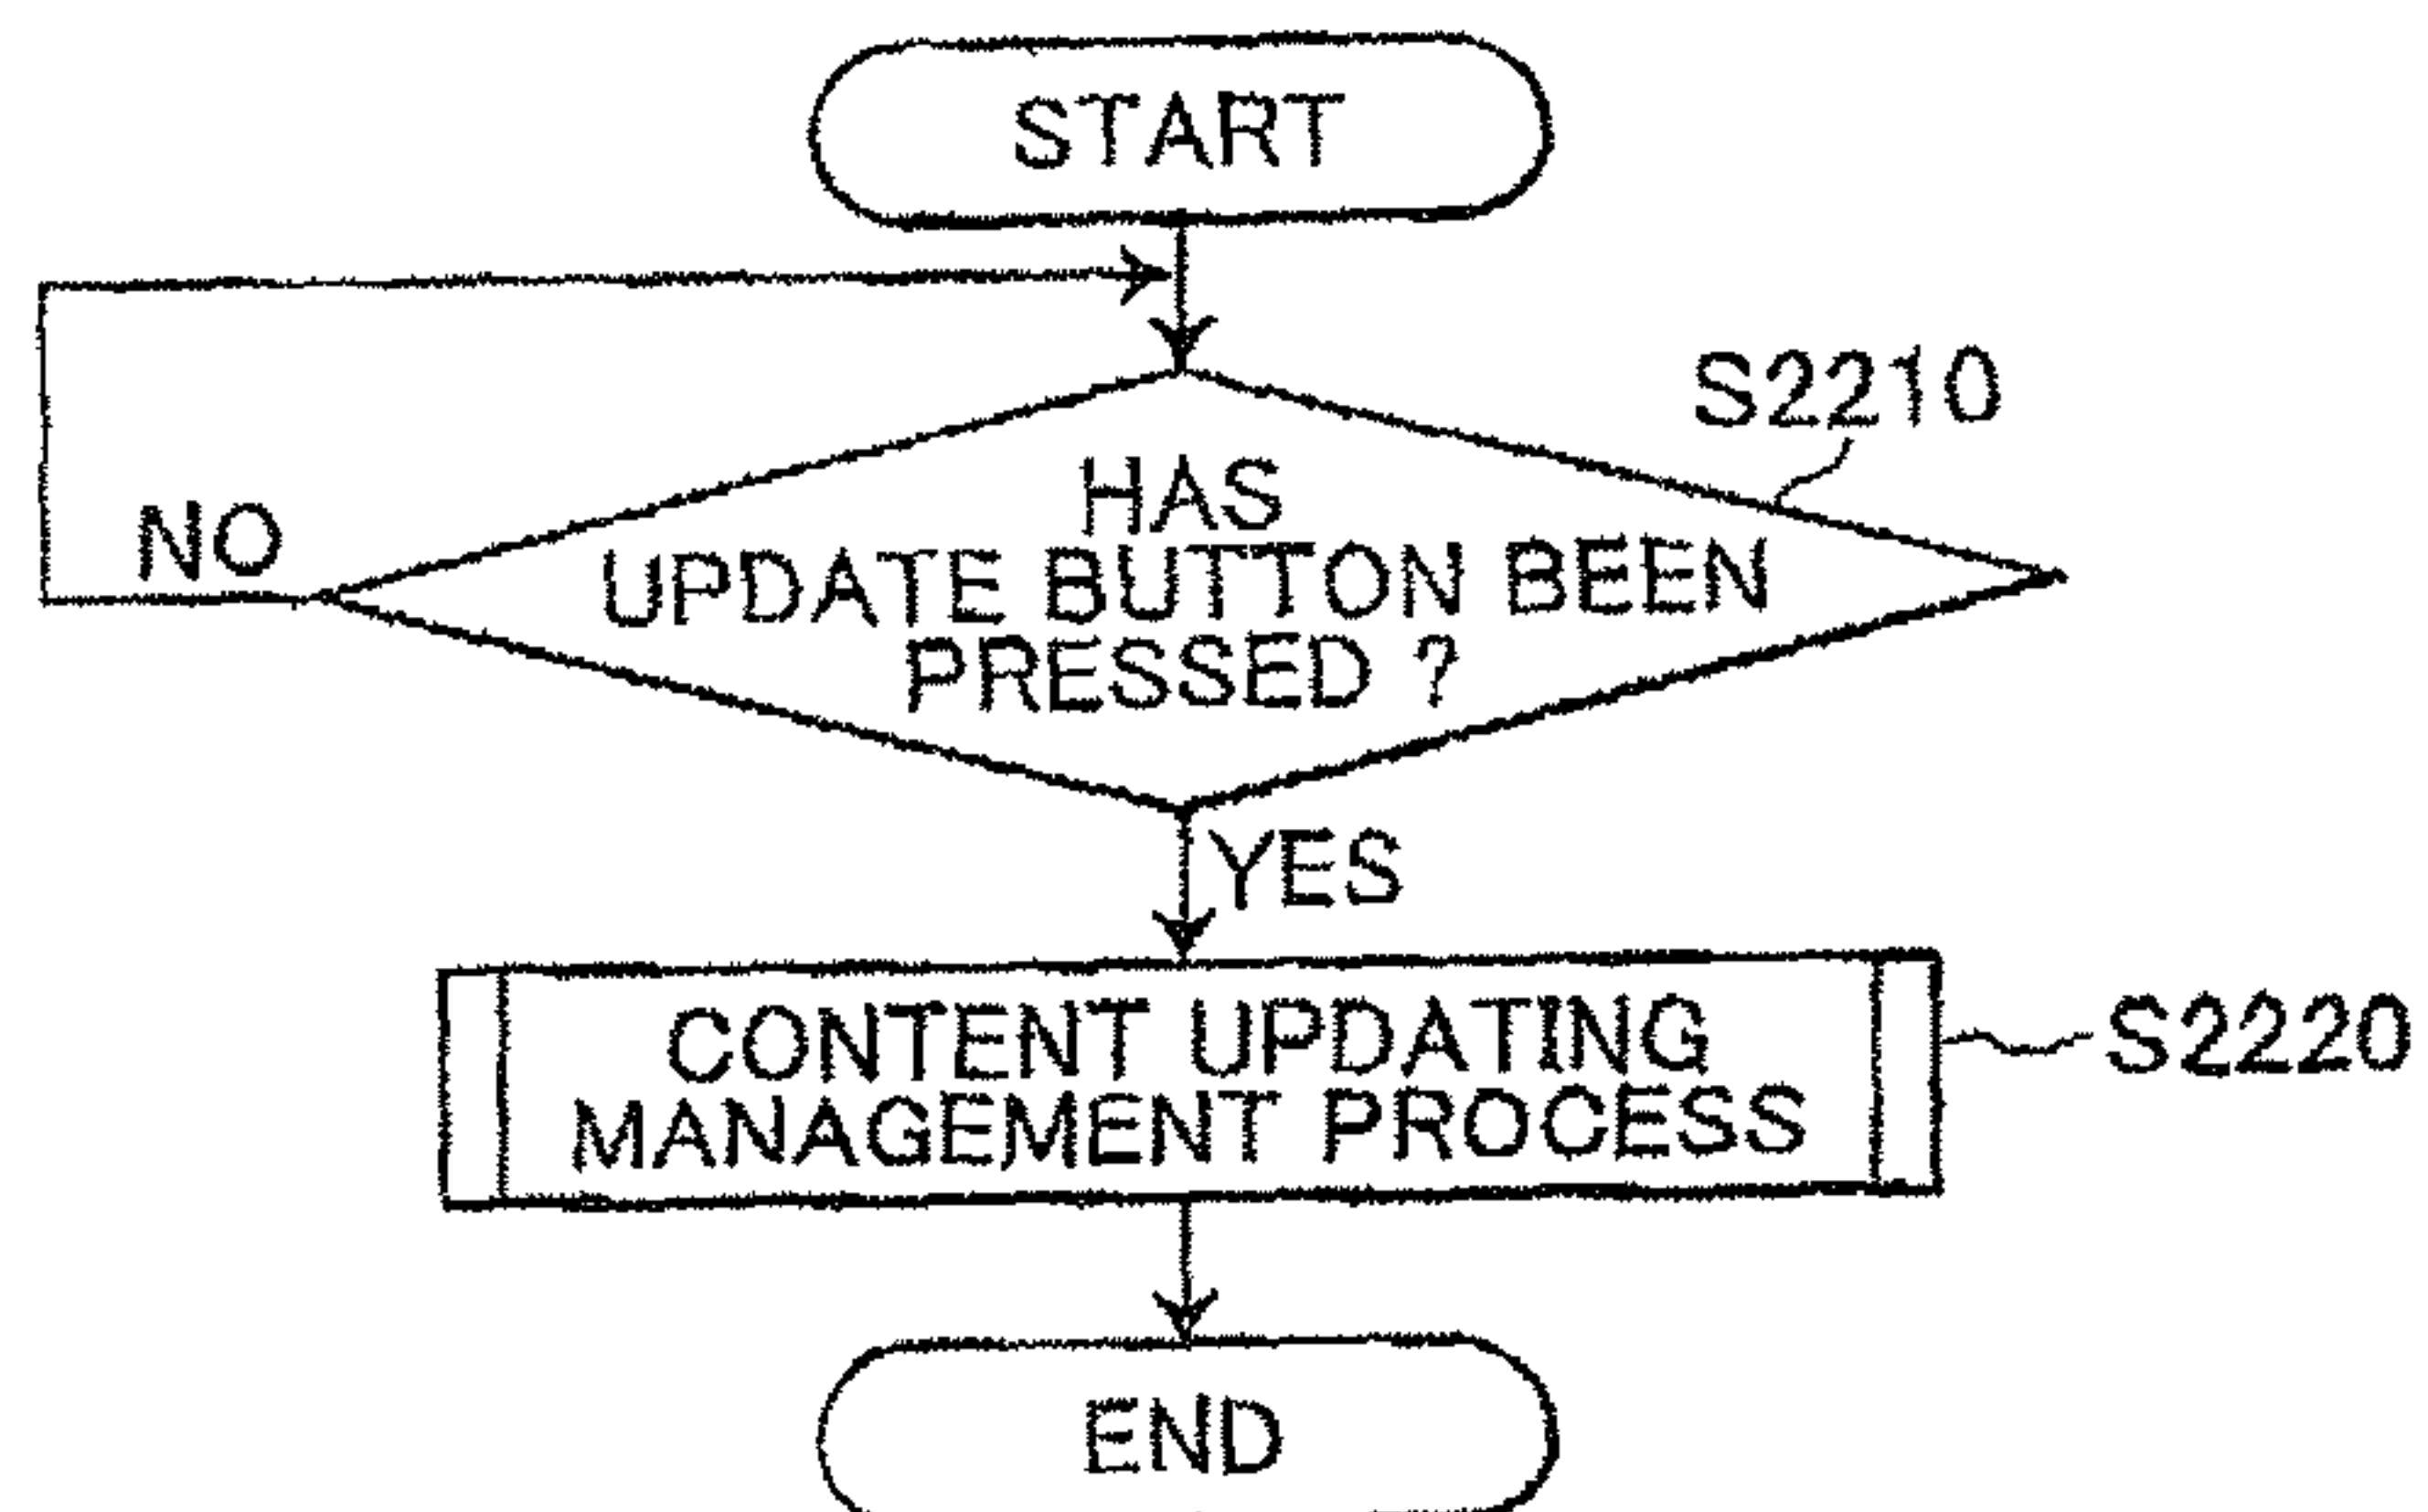 START
S2210
NO
HAS
UPDATE BUTTON BEEN
PRESSED ?
YES
CONTENT UPDATING
MANAGEMENT PROCESS
S2220
END